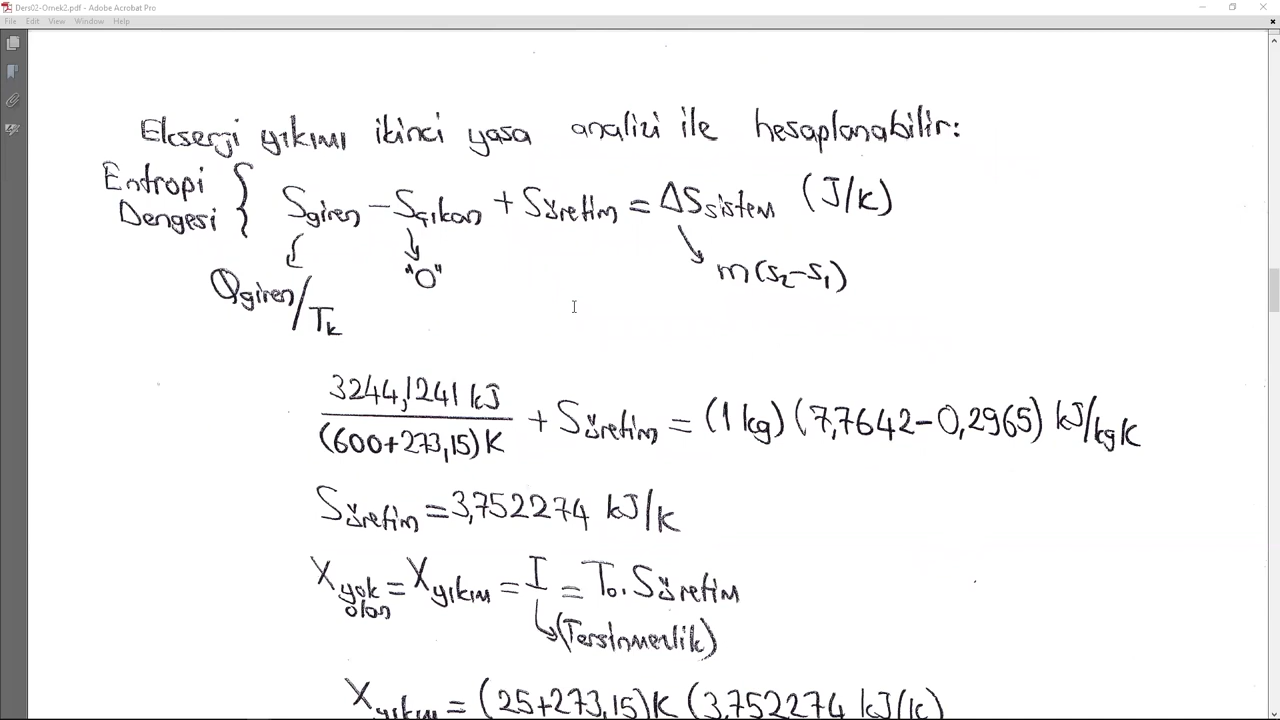 Ders02-Ornek2.pdf - Adobe Acrobat Pro
File Edit View Window Help
Ekserji yıkımı ikinci yasa analizi ile hesaplanabilir:
Entropi Dengesi { Sgiren - Sçıkan + Süretim = ΔSsistem (J/K)
Qgiren/Tk "0" m(s₂-s₁)
3244,1241 kJ / (600+273,15)K + Süretim = (1 kg) (7,7642-0,2965) kJ/kgK
Süretim = 3,752274 kJ/K
Xyok olan = Xyıkım = I = T₀.Süretim
(Tersinmezlik)
Xyıkım = (25+273,15)K (3,752274 kJ/K)